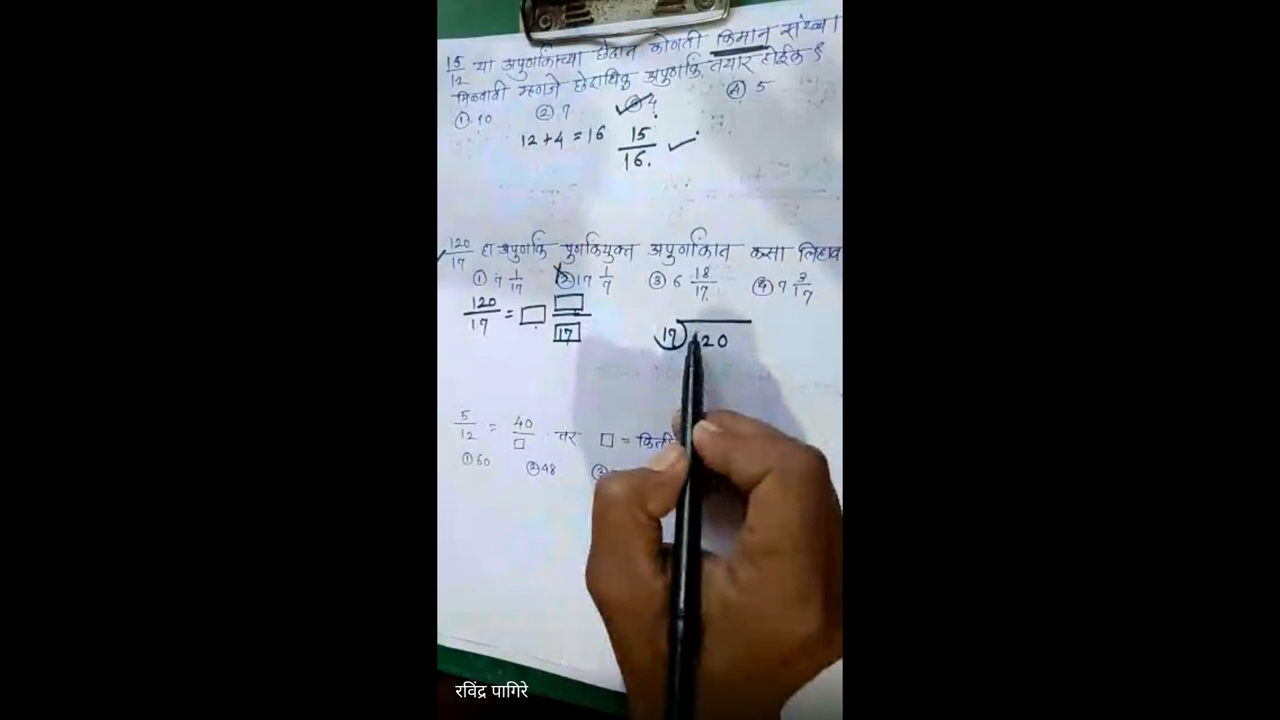 15/12 या अपुर्णांकाच्या छेदात कोणती किमान संख्या
मिळवावी म्हणजे छेदाधिक अपुर्णांक तयार होईल ?
① 10 ② 7 ③ 4 ④ 5
12+4 = 16 15/16.
120/17 हा अपुर्णांक पुर्णांकयुक्त अपुर्णांकात कसा लिहाव
① 7 1/17 ② 17 1/7 ③ 6 18/17. ④ 7 3/17
120/17 = □ □/17 17)120
5/12 = 40/□ तर □ = किती
① 60 ② 48 ③
रविंद्र पागिरे